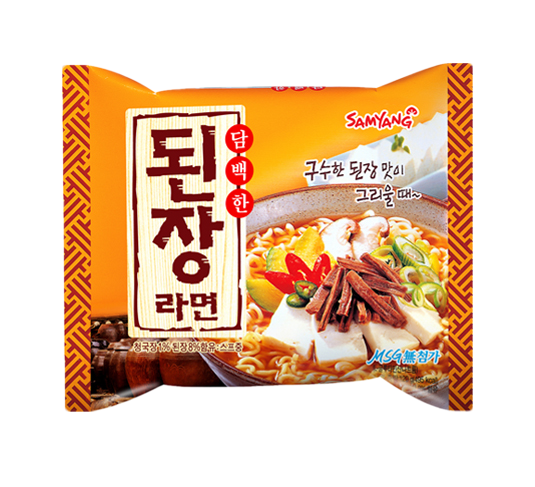 SAMYANG
담백한
된장
라면
구수한 된장 맛이
그리울 때~
청국장1% 된장8%함유-스프중
MSG無첨가